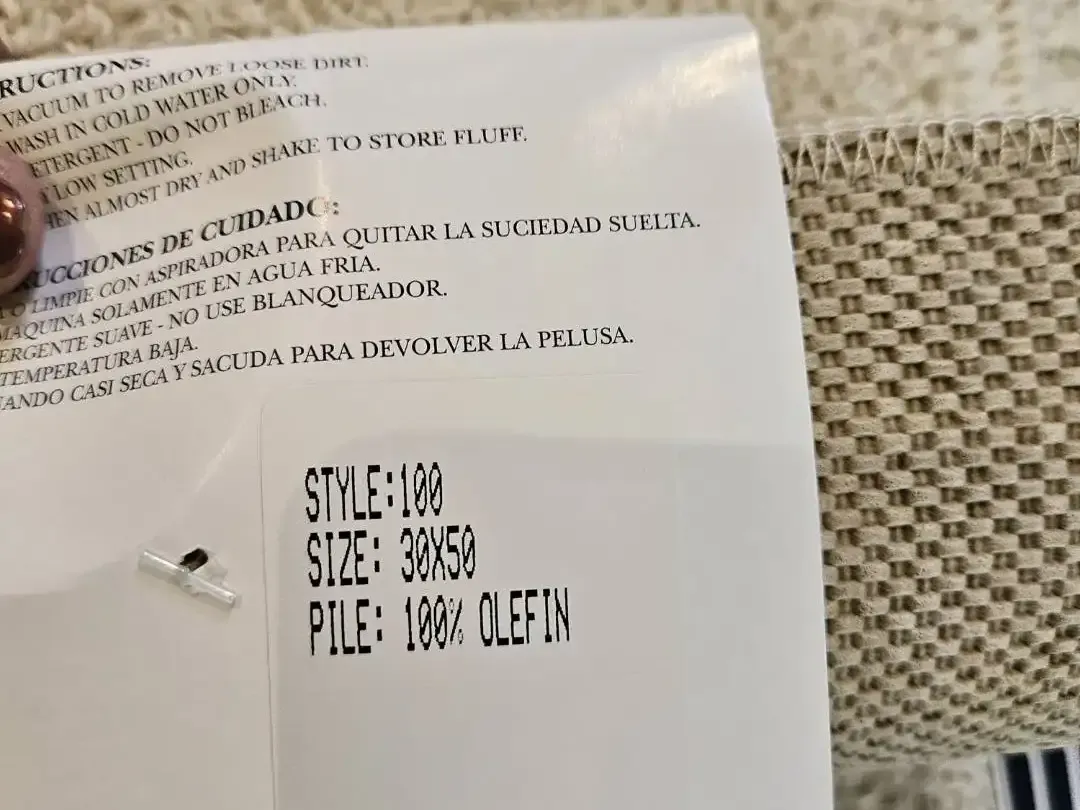 RUCTIONS:
VACUUM TO REMOVE LOOSE DIRT.
WASH IN COLD WATER ONLY.
ETERGENT - DO NOT BLEACH.
LOW SETTING.
EN ALMOST DRY AND SHAKE TO STORE FLUFF.
RUCCIONES DE CUIDADO:
O LIMPIE CON ASPIRADORA PARA QUITAR LA SUCIEDAD SUELTA.
MAQUINA SOLAMENTE EN AGUA FRIA.
ERGENTE SUAVE - NO USE BLANQUEADOR.
TEMPERATURA BAJA.
ANDO CASI SECA Y SACUDA PARA DEVOLVER LA PELUSA.
STYLE:100
SIZE: 30X50
PILE: 100% OLEFIN